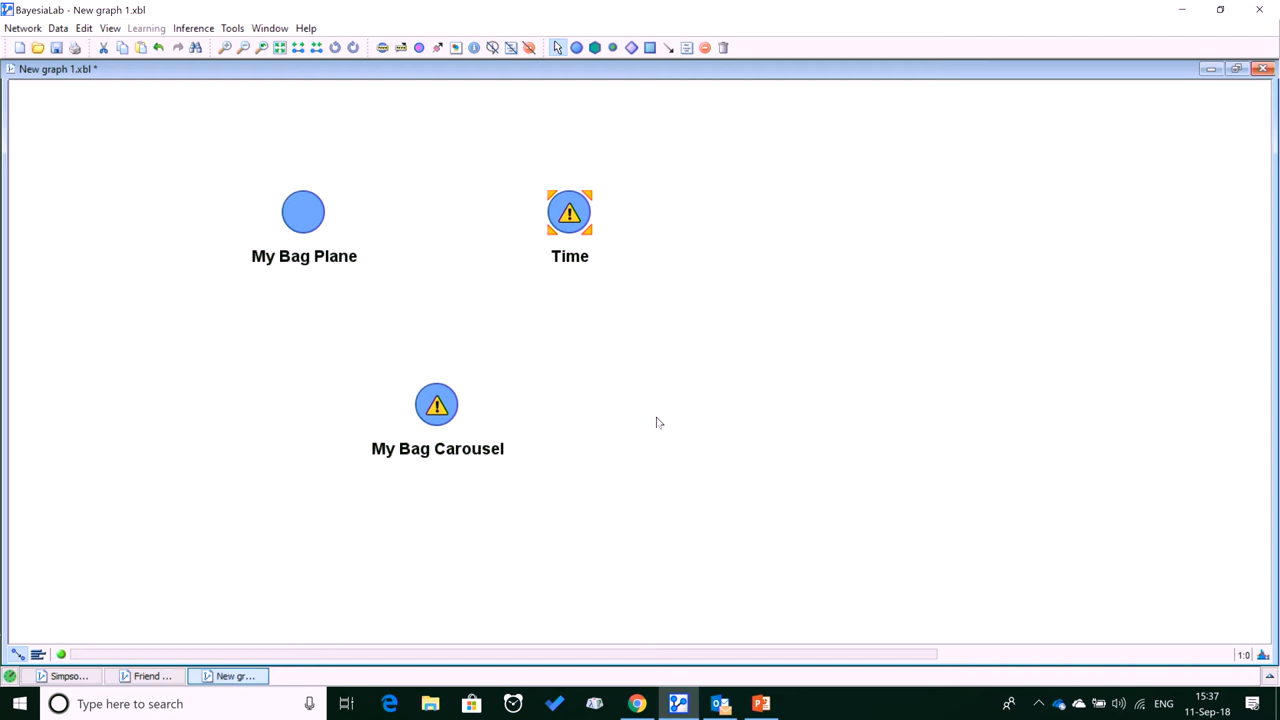 BayesiaLab - New graph 1.xbl
Network Data Edit View Learning Inference Tools Window Help
New graph 1.xbl *
My Bag Plane
Time
My Bag Carousel
1:0
Simpso...
Friend ...
New gr...
Type here to search
ENG
15:37
11-Sep-18